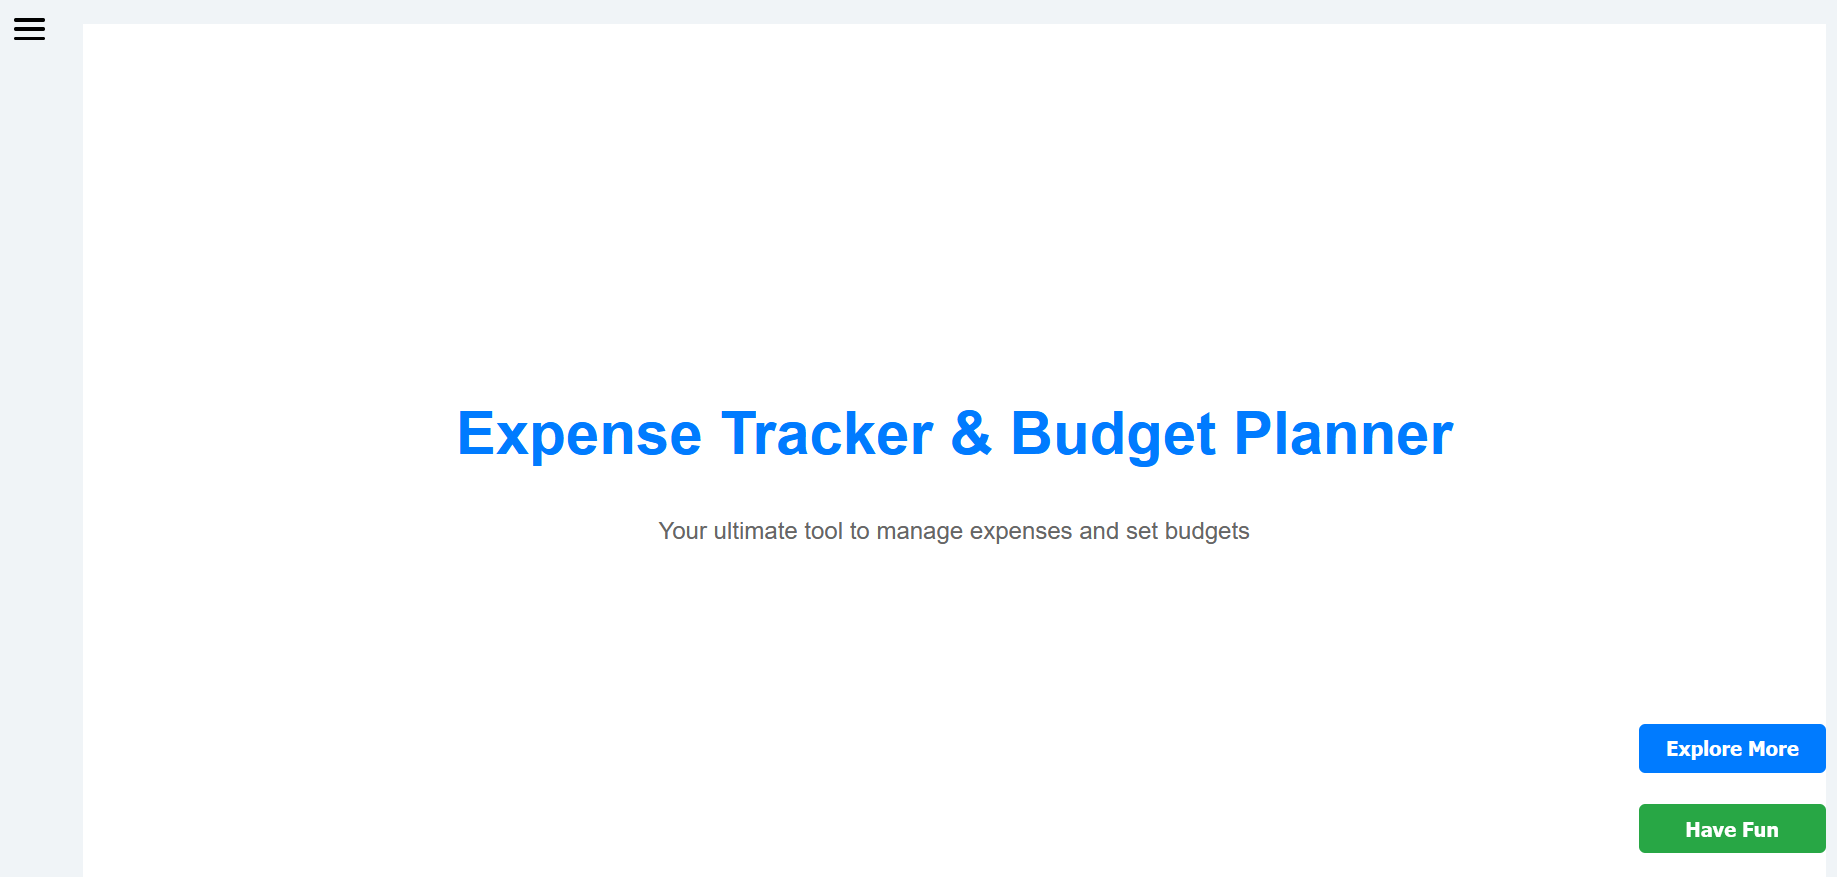 Expense Tracker & Budget Planner
Your ultimate tool to manage expenses and set budgets
Explore More
Have Fun